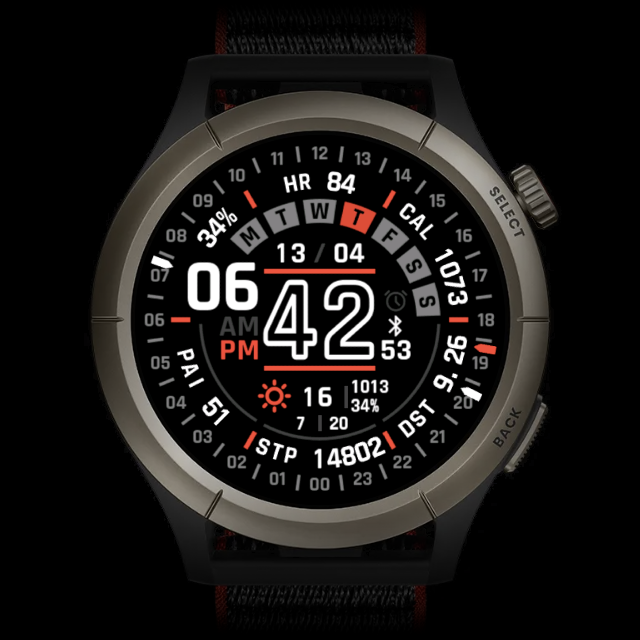 12
13
14
15
16
17
18
19
20
21
22
23
00
01
02
03
04
05
06
07
08
09
10
11
HR 84
34%
CAL 1073
M T W T F S S
13 / 04
06 42 53
AM
PM
16
1013
34%
7 | 20
PAI 51
STP 14802
DST 9.26
SELECT
BACK